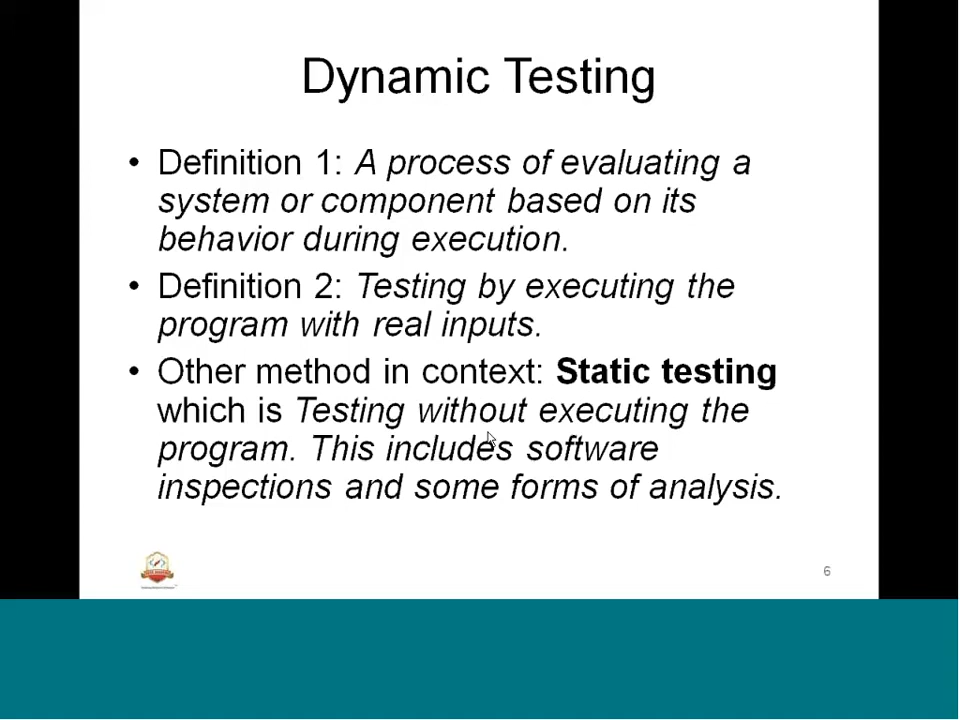 Dynamic Testing
• Definition 1: A process of evaluating a
system or component based on its
behavior during execution.
• Definition 2: Testing by executing the
program with real inputs.
• Other method in context: Static testing
which is Testing without executing the
program. This includes software
inspections and some forms of analysis.
6